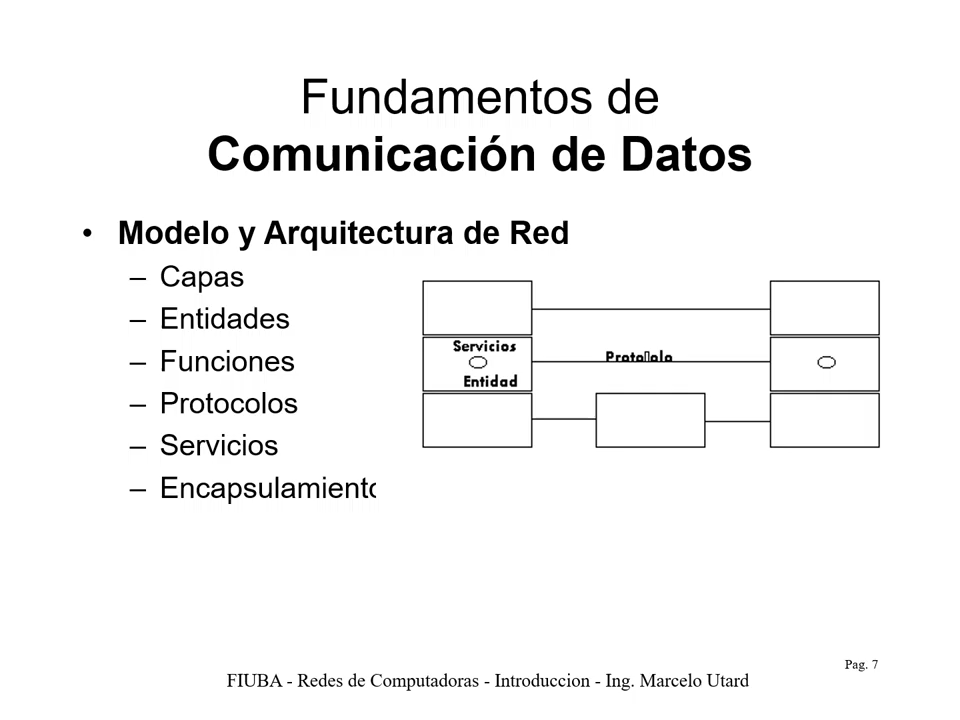 Fundamentos de
Comunicación de Datos
• Modelo y Arquitectura de Red
– Capas
– Entidades
– Funciones
– Protocolos
– Servicios
– Encapsulamiento
Servicios
Entidad
Pag. 7
FIUBA - Redes de Computadoras - Introduccion - Ing. Marcelo Utard